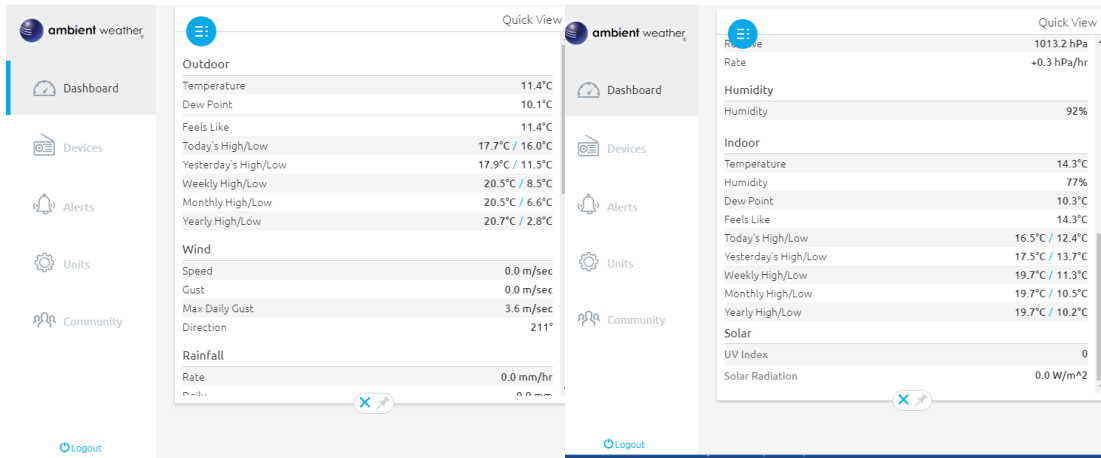 ambient weather
Dashboard
Devices
Alerts
Units
Community
Logout
Quick View
Outdoor
Temperature 11.4°C
Dew Point 10.1°C
Feels Like 11.4°C
Today's High/Low 17.7°C / 16.0°C
Yesterday's High/Low 17.9°C / 11.5°C
Weekly High/Low 20.5°C / 8.5°C
Monthly High/Low 20.5°C / 6.6°C
Yearly High/Low 20.7°C / 2.8°C
Wind
Speed 0.0 m/sec
Gust 0.0 m/sec
Max Daily Gust 3.6 m/sec
Direction 211°
Rainfall
Rate 0.0 mm/hr
Daily 0.0 mm
ambient weather
Dashboard
Devices
Alerts
Units
Community
Logout
Quick View
1013.2 hPa
Rate +0.3 hPa/hr
Humidity
Humidity 92%
Indoor
Temperature 14.3°C
Humidity 77%
Dew Point 10.3°C
Feels Like 14.3°C
Today's High/Low 16.5°C / 12.4°C
Yesterday's High/Low 17.5°C / 13.7°C
Weekly High/Low 19.7°C / 11.3°C
Monthly High/Low 19.7°C / 10.5°C
Yearly High/Low 19.7°C / 10.2°C
Solar
UV Index 0
Solar Radiation 0.0 W/m^2